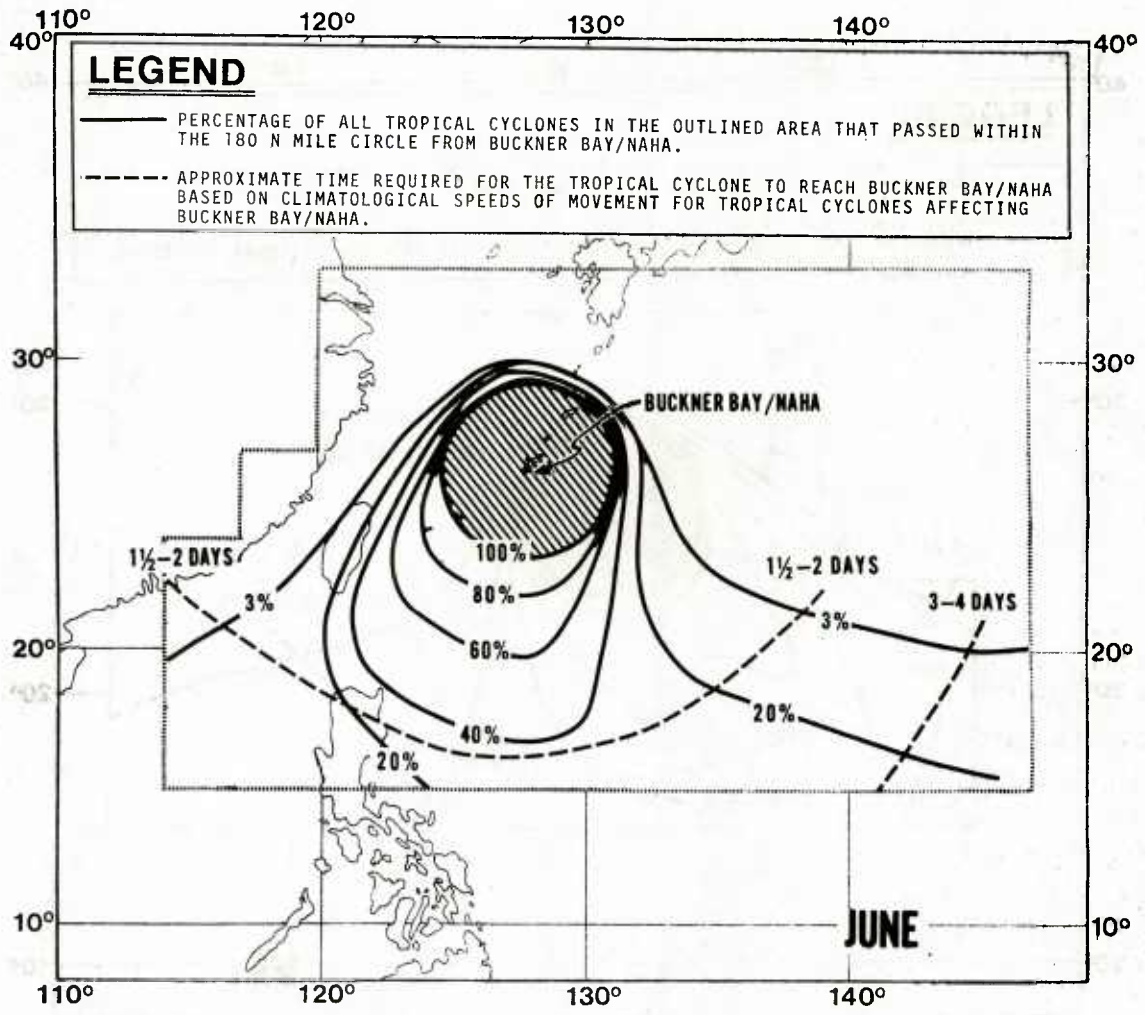 110° 120° 130° 140°
40° 40°
LEGEND
PERCENTAGE OF ALL TROPICAL CYCLONES IN THE OUTLINED AREA THAT PASSED WITHIN
THE 180 N MILE CIRCLE FROM BUCKNER BAY/NAHA.
APPROXIMATE TIME REQUIRED FOR THE TROPICAL CYCLONE TO REACH BUCKNER BAY/NAHA
BASED ON CLIMATOLOGICAL SPEEDS OF MOVEMENT FOR TROPICAL CYCLONES AFFECTING
BUCKNER BAY/NAHA.
30° 30°
BUCKNER BAY/NAHA
1½–2 DAYS 100% 1½–2 DAYS
3% 80% 3% 3–4 DAYS
20° 60% 20°
40% 20%
20%
10° JUNE 10°
110° 120° 130° 140°